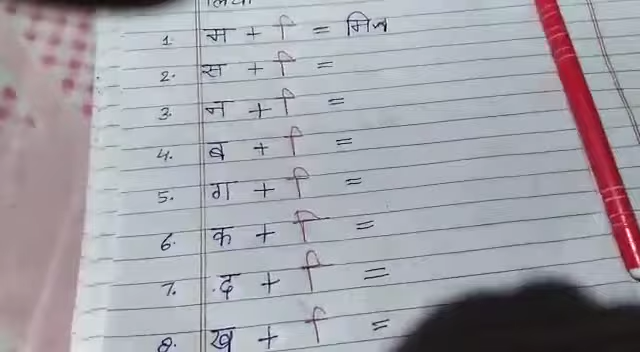 1. म + ि = मित्र
2. स + ि =
3. न + ि =
4. ब + ि =
5. ग + ि =
6. क + ि =
7. द + ि =
8. ख + ि =